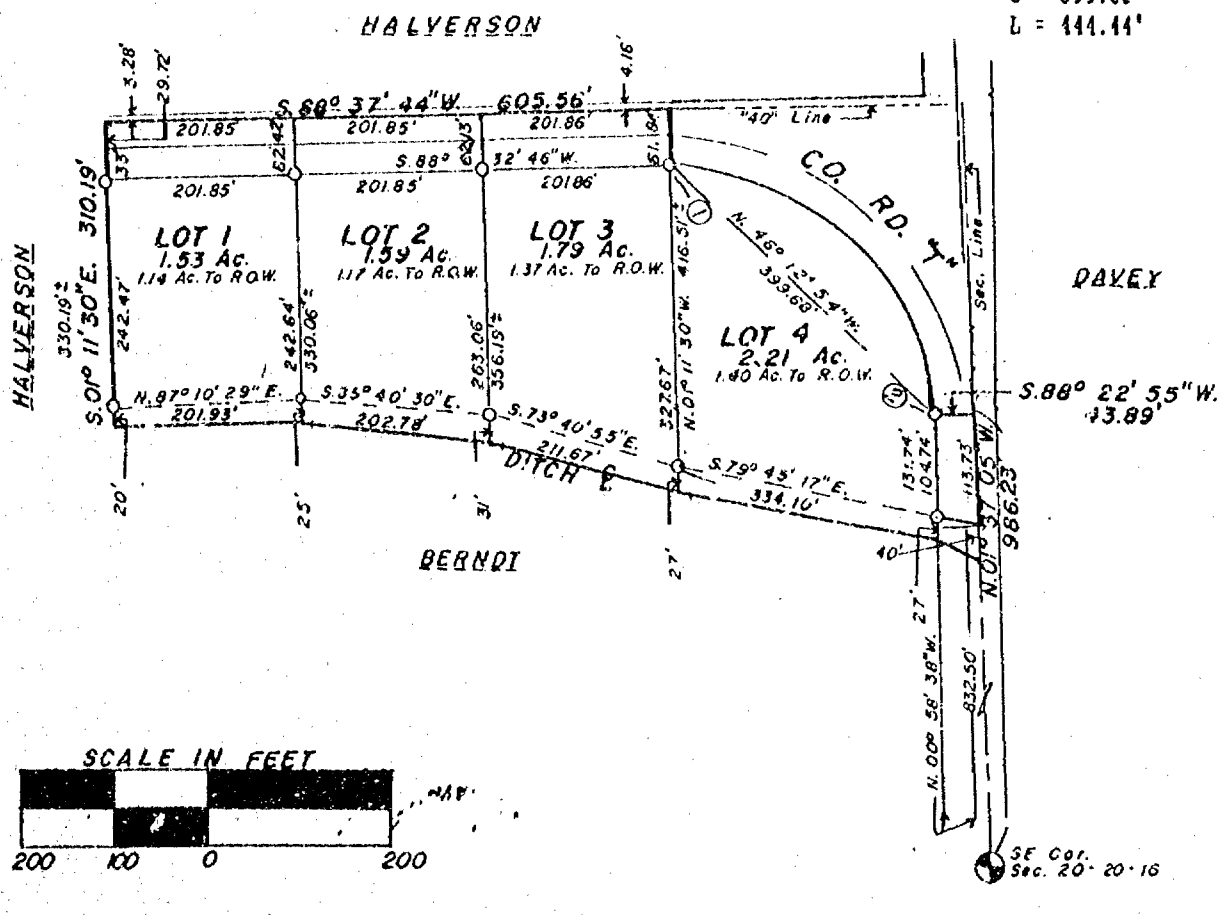 HALVERSON
L = 444.44'
3.28'
29.72'
4.16'
S. 88° 37' 44" W. 605.56'
201.85'
201.85'
201.86'
"40" Line
33'
62.42'
62.13'
61.84'
S. 88° 32' 46" W.
201.85'
201.85'
201.86'
CO. RD.
Sec. Line
HALVERSON
DAVEY
LOT 1
1.53 Ac.
1.14 Ac. To R.O.W.
LOT 2
1.59 Ac.
1.17 Ac. To R.O.W.
LOT 3
1.79 Ac.
1.37 Ac. To R.O.W.
LOT 4
2.21 Ac.
1.40 Ac. To R.O.W.
330.19'±
S. 01° 11' 30" E. 310.19'
242.47'
242.64'
330.06'±
263.06'
356.15'±
327.67'
N. 01° 11' 30" W. 416.51'±
1
399.68'
S. 88° 22' 55" W.
43.89'
N. 87° 10' 29" E.
201.93'
S. 35° 40' 30" E.
202.78'
S. 73° 40' 55" E.
211.67'
S. 79° 45' 17" E.
334.10'
DITCH
131.74'
104.74'
113.73'
N. 01° 37' 05" W.
986.23
20'
25'
31'
27'
40'
27'
BERNDT
N. 00° 58' 38" W.
832.50'
SCALE IN FEET
200 100 0 200
SE Cor.
Sec. 20-20-16